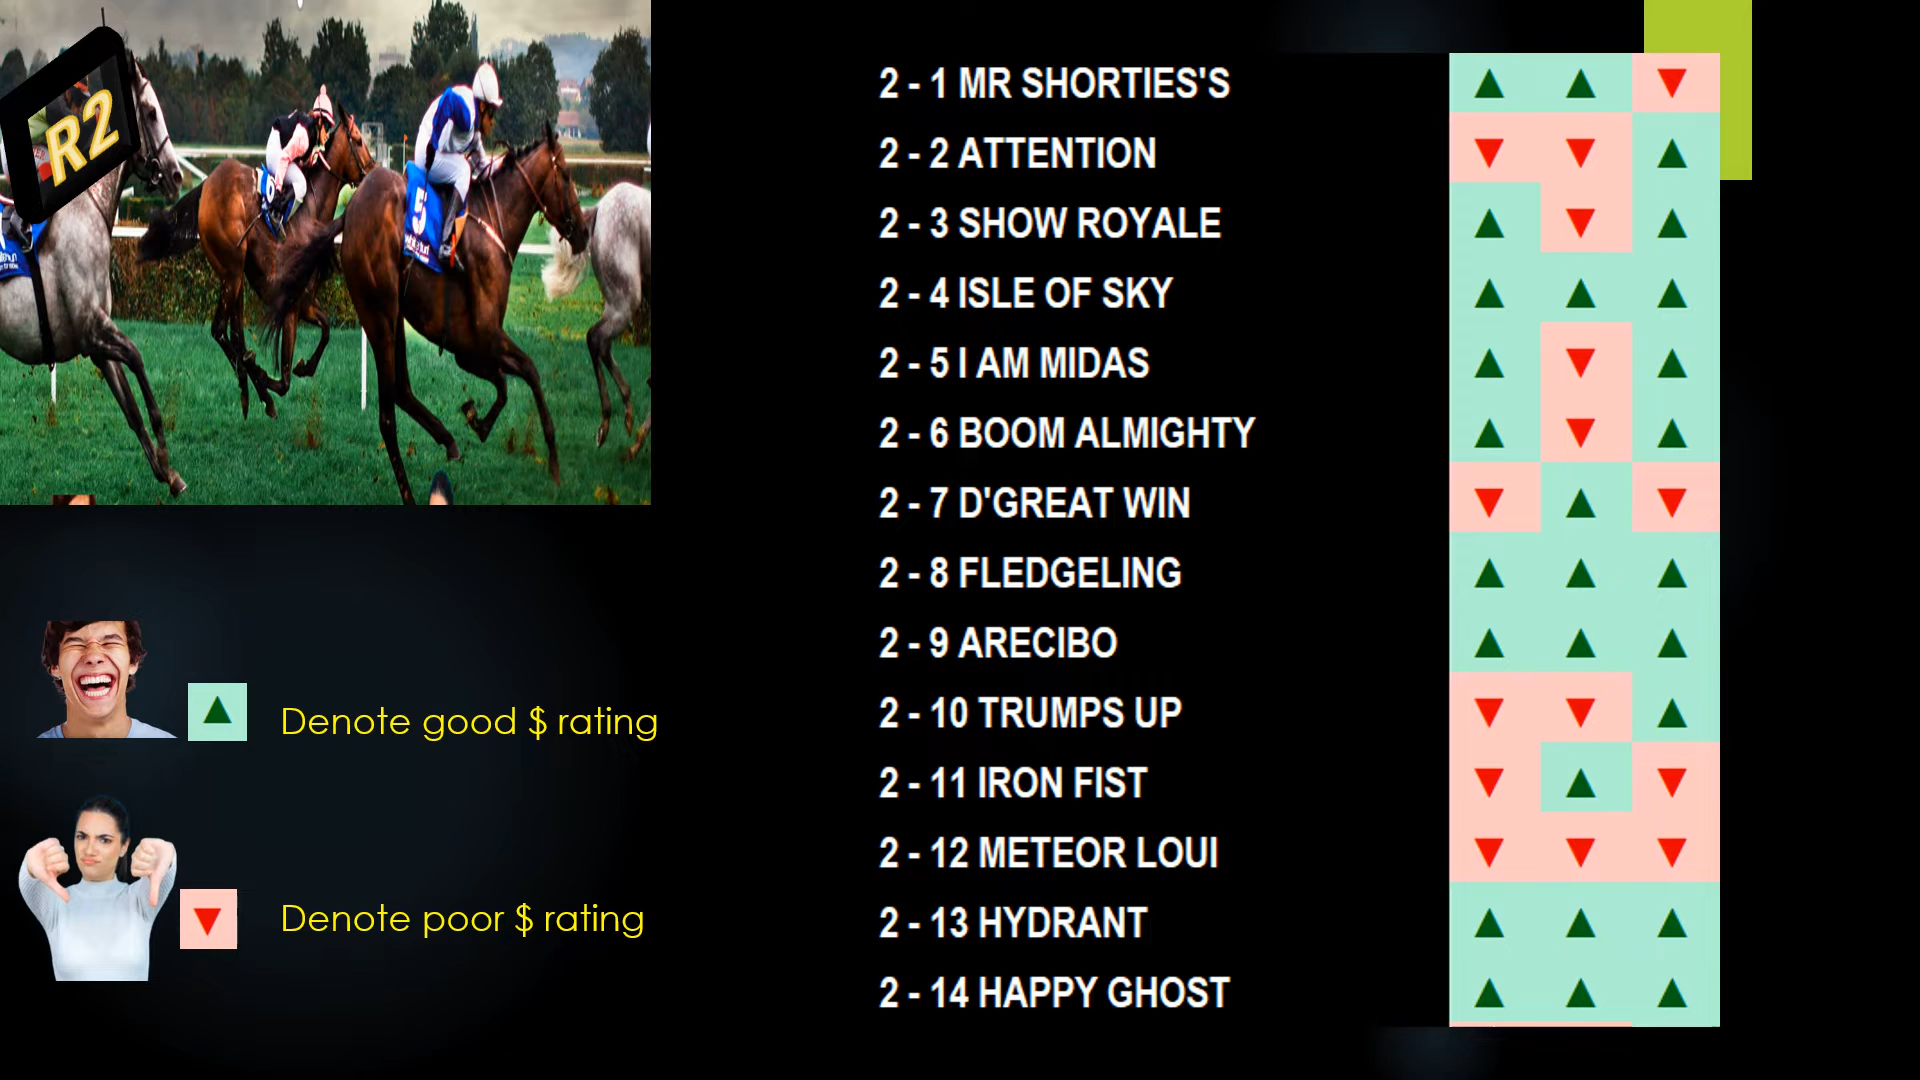 R2
5
2 - 1 MR SHORTIES'S ▲ ▲ ▼
2 - 2 ATTENTION ▼ ▼ ▲
2 - 3 SHOW ROYALE ▲ ▼ ▲
2 - 4 ISLE OF SKY ▲ ▲ ▲
2 - 5 I AM MIDAS ▲ ▼ ▲
2 - 6 BOOM ALMIGHTY ▲ ▼ ▲
2 - 7 D'GREAT WIN ▼ ▲ ▼
2 - 8 FLEDGELING ▲ ▲ ▲
2 - 9 ARECIBO ▲ ▲ ▲
2 - 10 TRUMPS UP ▼ ▼ ▲
2 - 11 IRON FIST ▼ ▲ ▼
2 - 12 METEOR LOUI ▼ ▼ ▼
2 - 13 HYDRANT ▲ ▲ ▲
2 - 14 HAPPY GHOST ▲ ▲ ▲
▲ Denote good $ rating
▼ Denote poor $ rating